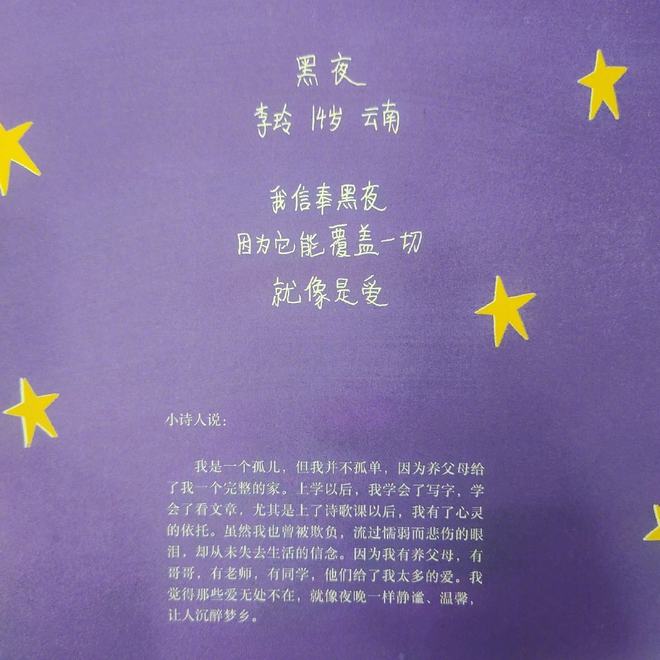 黑夜
李玲 14岁 云南
我信奉黑夜
因为它能覆盖一切
就像是爱
小诗人说：
我是一个孤儿，但我并不孤单，因为养父母给
了我一个完整的家。上学以后，我学会了写字，学
会了看文章，尤其是上了诗歌课以后，我有了心灵
的依托。虽然我也曾被欺负，流过懦弱而悲伤的眼
泪，却从未失去生活的信念。因为我有养父母，有
哥哥，有老师，有同学，他们给了我太多的爱。我
觉得那些爱无处不在，就像夜晚一样静谧、温馨，
让人沉醉梦乡。